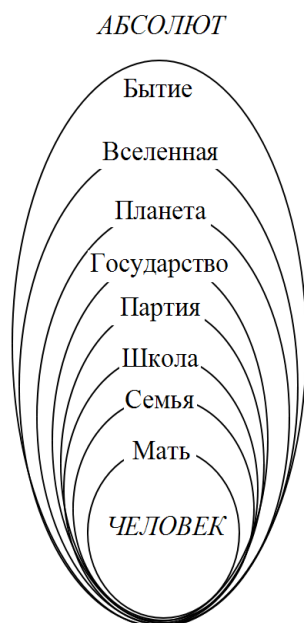 АБСОЛЮТ
Бытие
Вселенная
Планета
Государство
Партия
Школа
Семья
Мать
ЧЕЛОВЕК